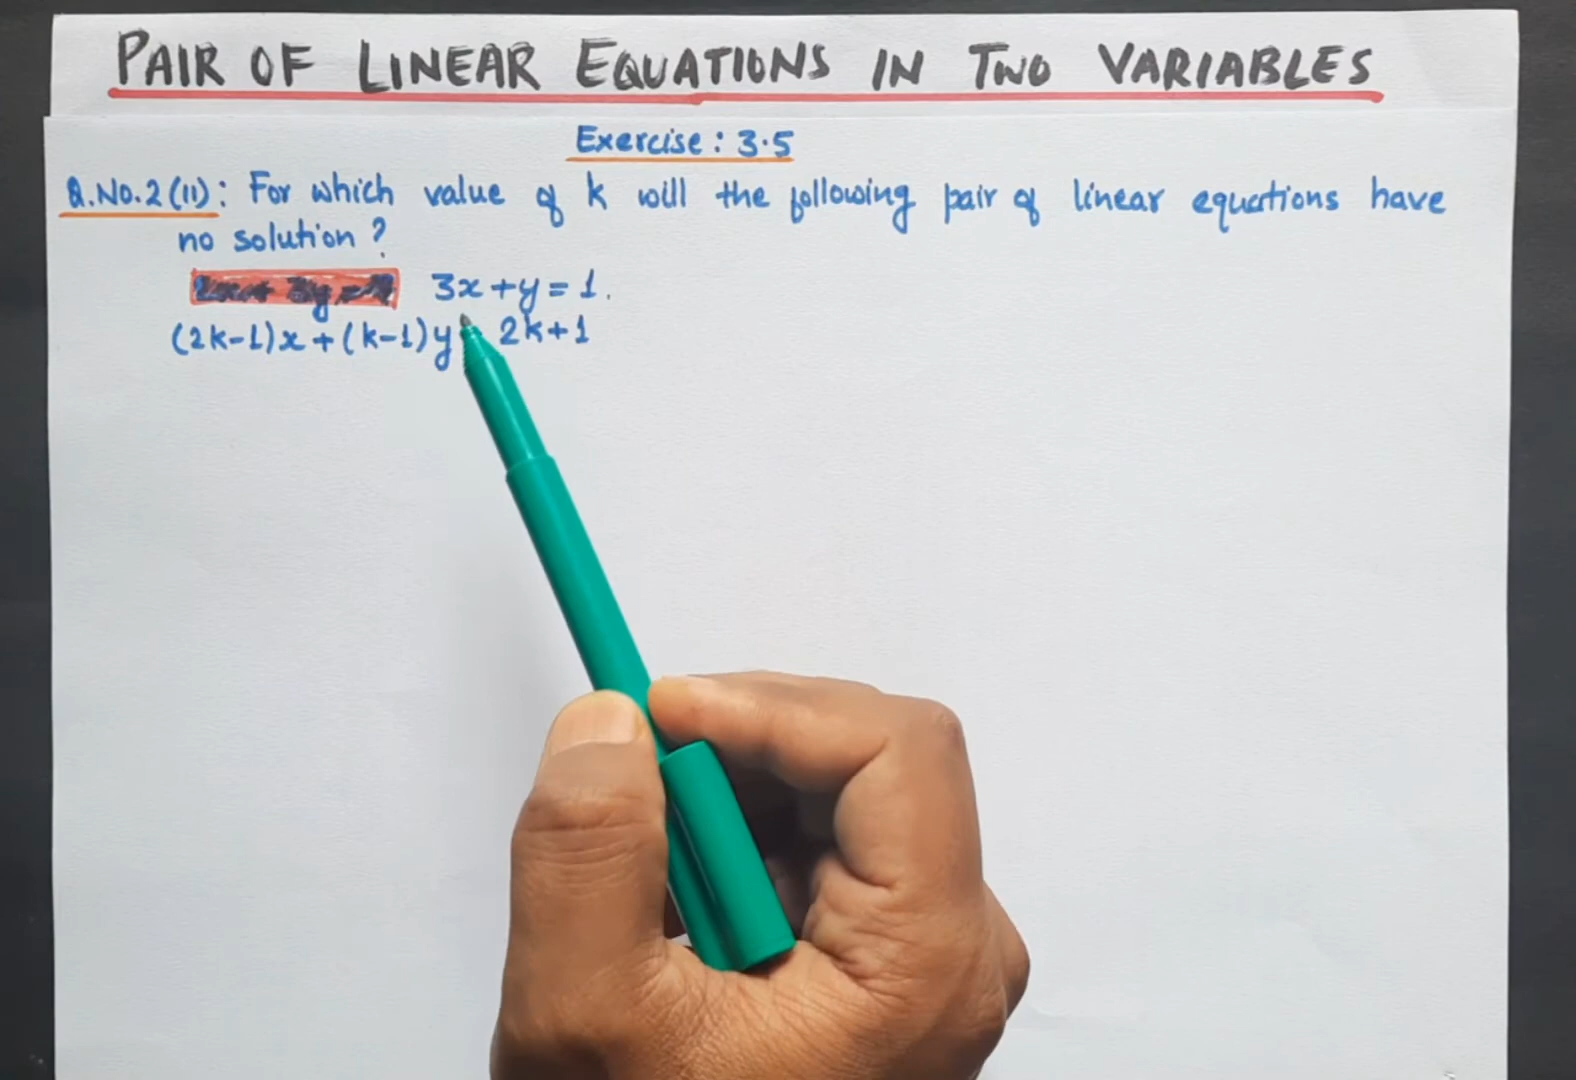 PAIR OF LINEAR EQUATIONS IN TWO VARIABLES
Exercise: 3.5
Q.No.2(11): For which value of k will the following pair of linear equations have
no solution?
3x+y=1.
(2k-1)x+(k-1)y 2k+1